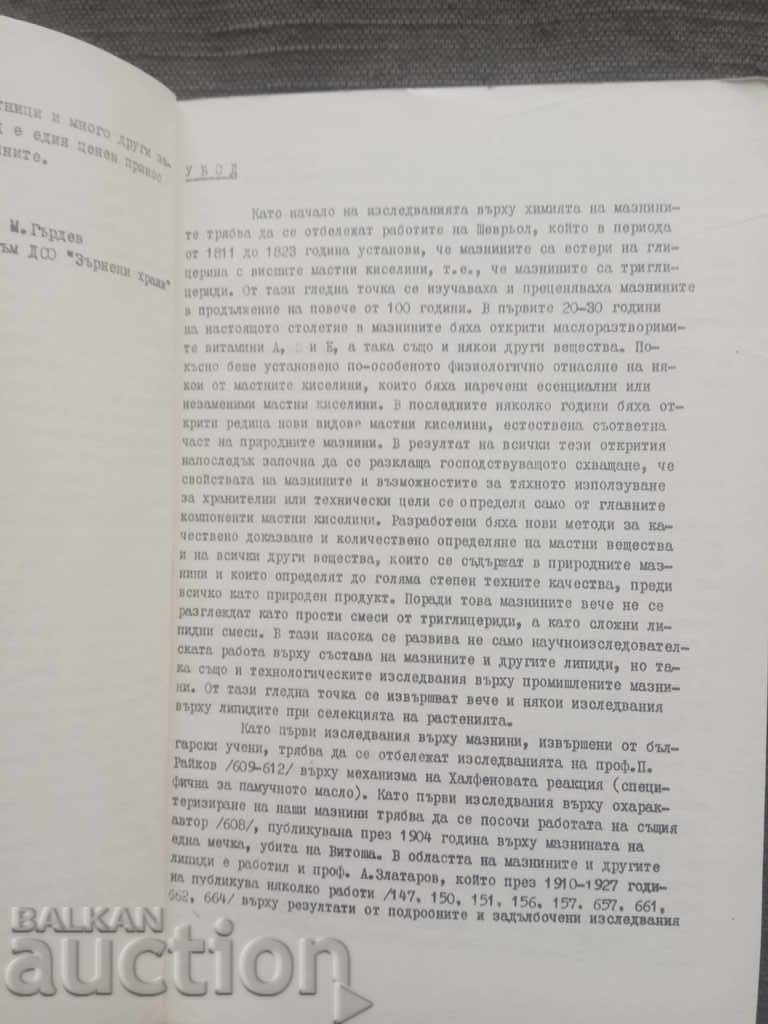 тници и много други за.
е един ценен принос
ните.
М.Гърдев
ъм ДСО "Зърнени храни"
УВОД
Като начало на изследванията върху химията на мазнини-
те трябва да се отбележат работите на Шеврьол, който в периода
от 1811 до 1823 година установи, че мазнините са естери на гли-
церина с висшите мастни киселини, т.е., че мазнините са тригли-
цериди. От тази гледна точка се изучаваха и преценяваха мазнините
в продължение на повече от 100 години. В първите 20-30 години
на настоящото столетие в мазнините бяха открити маслоразтворими-
те витамини А, и Е, а така също и някои други вещества. По-
късно беше установено по-особеното физиологично отнасяне на ня-
кои от мастните киселини, които бяха наречени есенциални или
незаменими мастни киселини. В последните няколко години бяха от-
крити редица нови видове мастни киселини, естествена съответна
част на природните мазнини. В резултат на всички тези открития
напоследък започна да се разклаща господствуващото схващане, че
свойствата на мазнините и възможностите за тяхното използуване
за хранителни или технически цели се определя само от главните
компоненти мастни киселини. Разработени бяха нови методи за ка-
чествено доказване и количествено определяне на мастни вещества
и на всички други вещества, които се съдържат в природните маз-
нини и които определят до голяма степен техните качества, преди
всичко като природен продукт. Поради това мазнините вече не се
разглеждат като прости смеси от триглицериди, а като сложни ли-
пидни смеси. В тази насока се развива не само научноизследовател-
ската работа върху състава на мазнините и другите липиди, но та-
ка също и технологическите изследвания върху промишлените мазни-
ни. От тази гледна точка се извършват вече и някои изследвания
върху липидите при селекцията на растенията.
Като първи изследвания върху мазнини, извършени от бъл-
гарски учени, трябва да се отбележат изследванията на проф.П.
Райков /609-612/ върху механизма на Халфеновата реакция (специ-
фична за памучното масло). Като първи изследвания върху охарак-
теризиране на наши мазнини трябва да се посочи работата на същия
автор /608/, публикувана през 1904 година върху мазнината на
една мечка, убита на Витоша. В областта на мазнините и другите
липиди е работил и проф. А.Златаров, който през 1910-1927 годи-
на публикува няколко работи /147, 150, 151, 156, 157, 657, 661,
662, 664/ върху резултати от подробните и задълбочени изследвания
BALKAN
auction